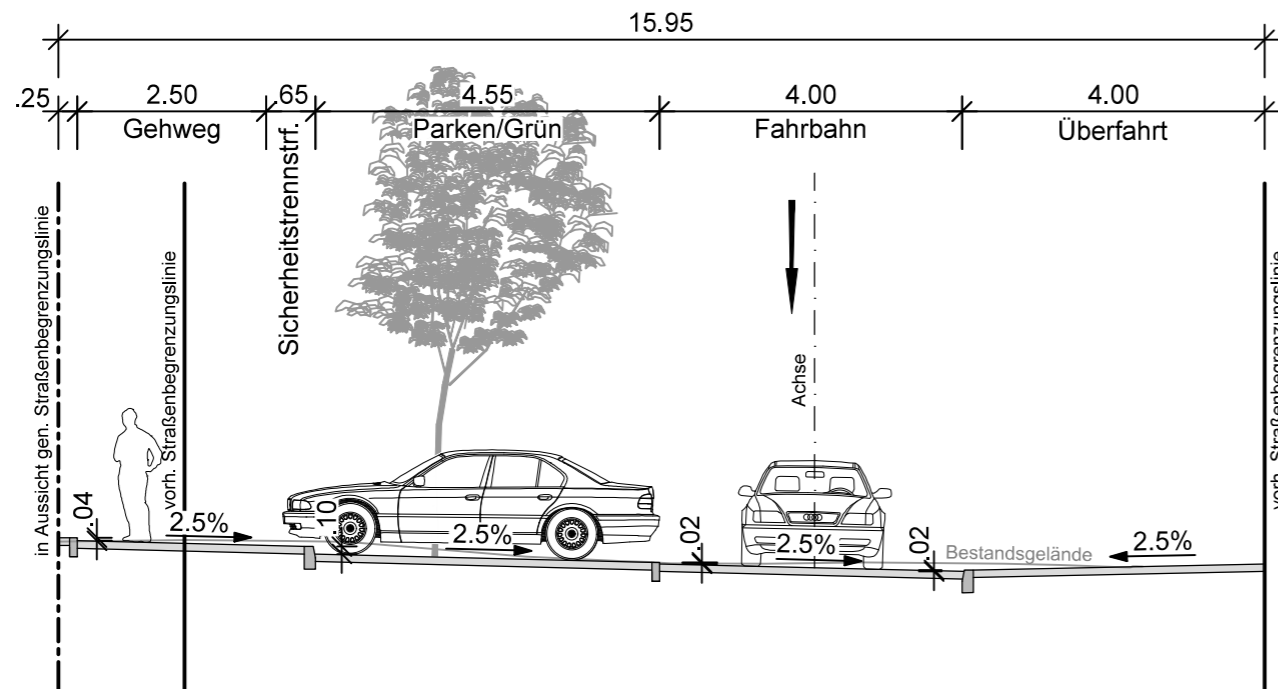 15.95
.25 2.50 .65 4.55 4.00 4.00
Gehweg Parken/Grün Fahrbahn Überfahrt
Sicherheitstrennstrf.
in Aussicht gen. Straßenbegrenzungslinie
vorh. Straßenbegrenzungslinie
Achse
vorh. Straßenbegrenzungslinie
.04
2.5%
.10
2.5%
.02
2.5%
.02
Bestandsgelände
2.5%